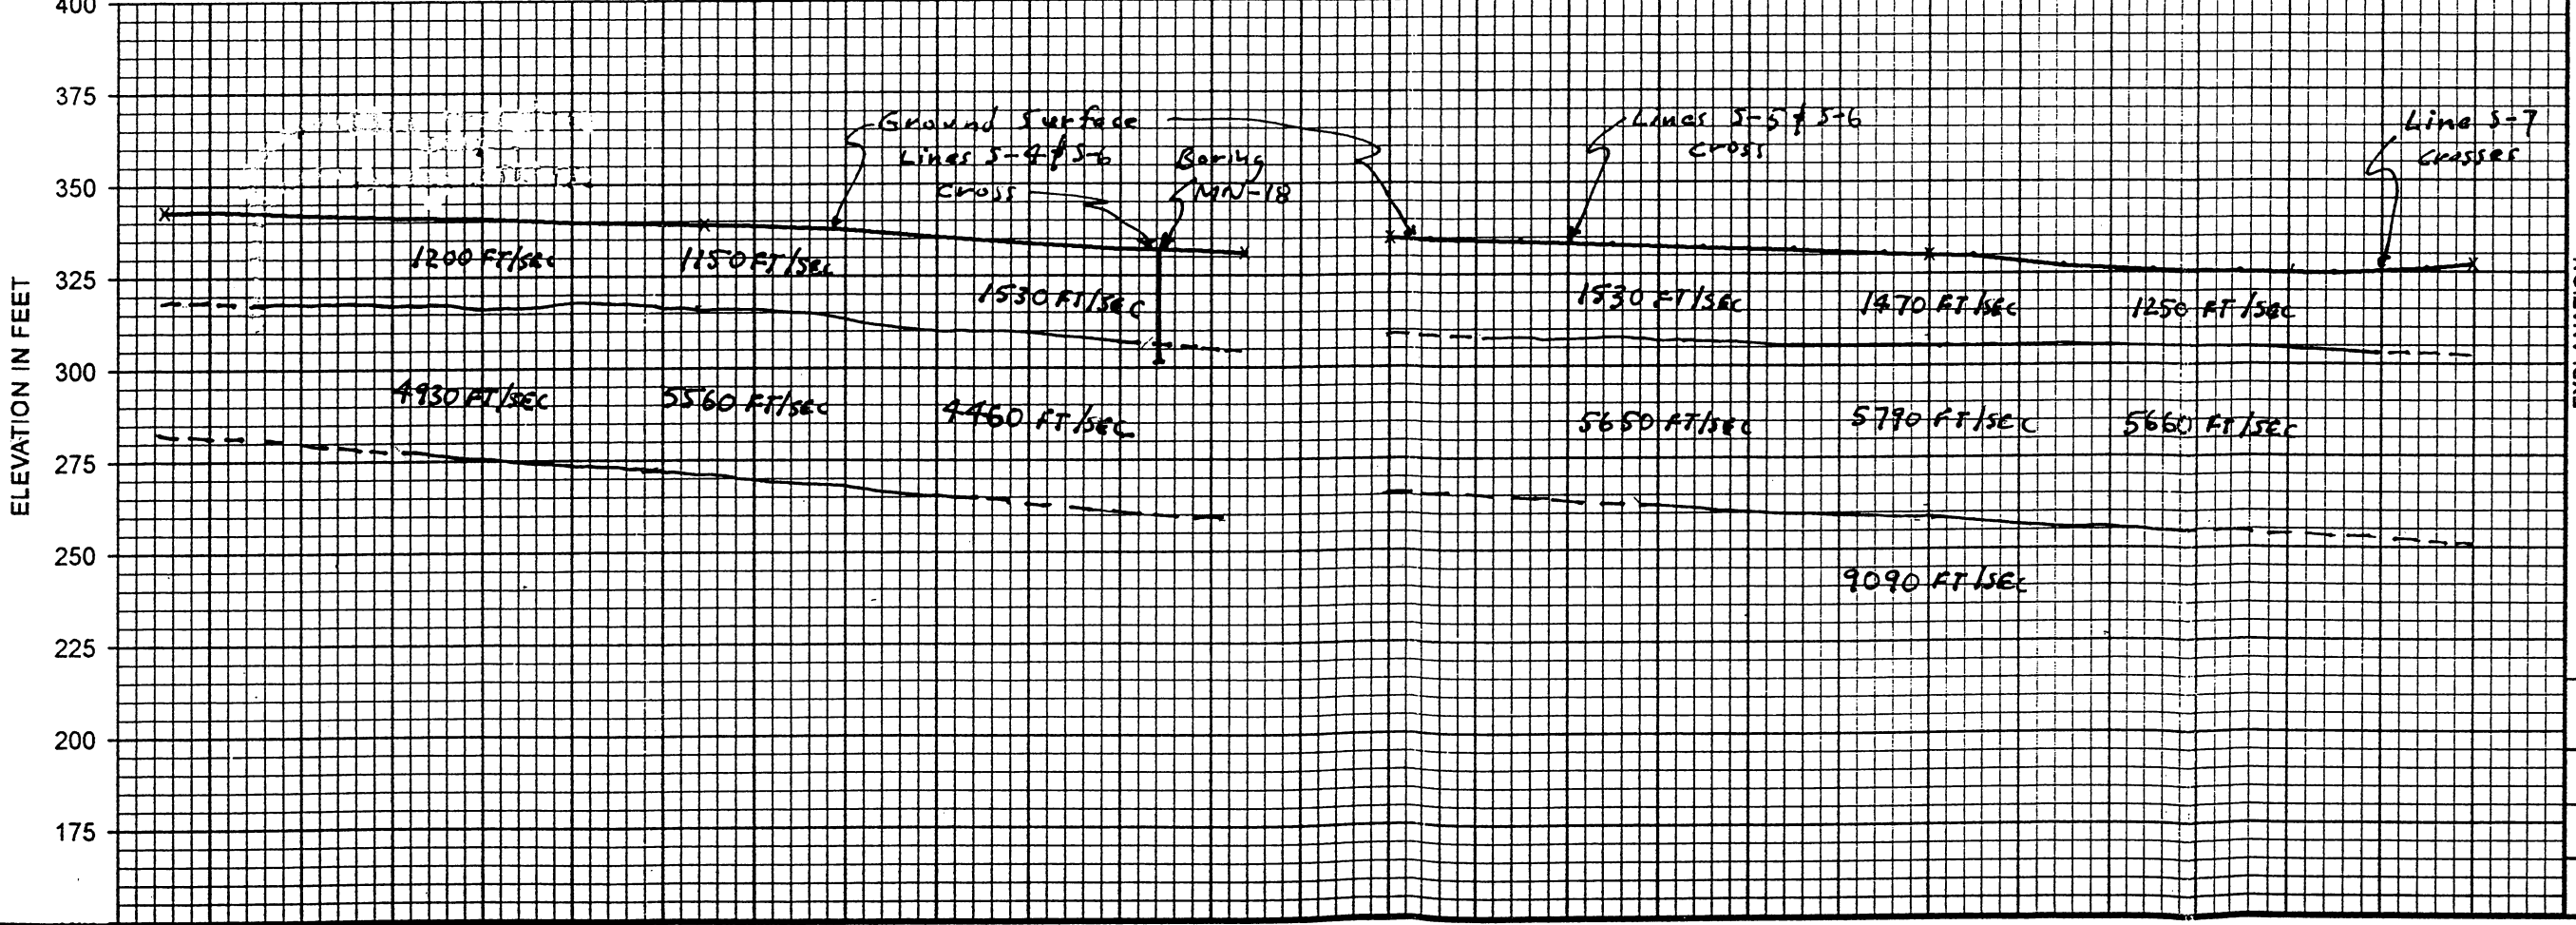 400
375
350
325
300
275
250
225
200
175
ELEVATION IN FEET
Ground Surface
Lines S-4 & S-6
Cross
Boring
MN-18
Lines S-5 & S-6
Cross
Line S-7
Crosses
1200 FT/SEC
1150 FT/SEC
1530 FT/SEC
1530 FT/SEC
1470 FT/SEC
1250 FT/SEC
4930 FT/SEC
5560 FT/SEC
4460 FT/SEC
5650 FT/SEC
5790 FT/SEC
5660 FT/SEC
9090 FT/SEC